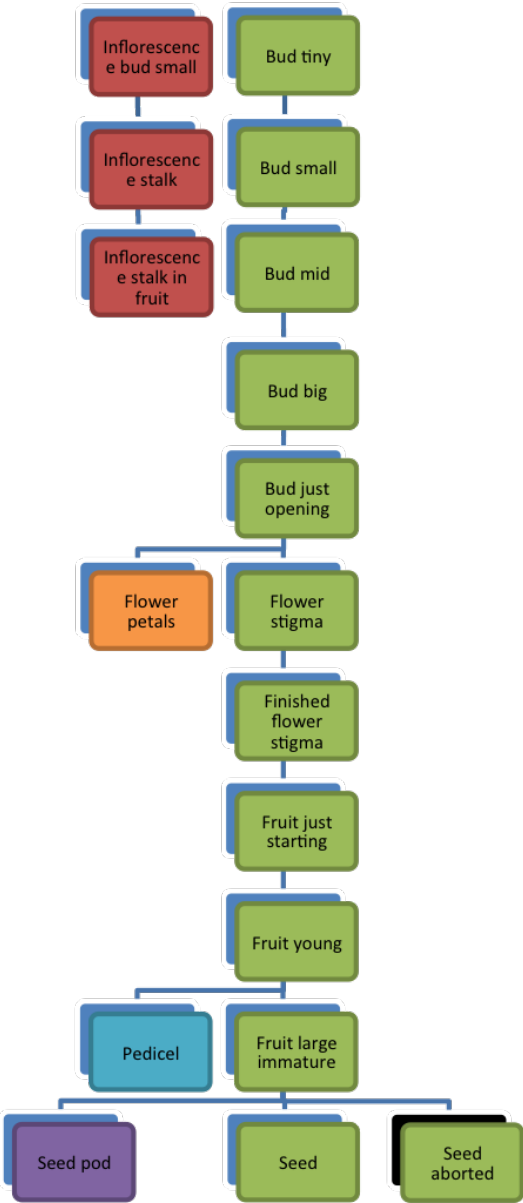 Inflorescenc
e bud small
Bud tiny
Inflorescenc
e stalk
Bud small
Inflorescenc
e stalk in
fruit
Bud mid
Bud big
Bud just
opening
Flower
petals
Flower
stigma
Finished
flower
stigma
Fruit just
starting
Fruit young
Pedicel
Fruit large
immature
Seed pod
Seed
Seed
aborted